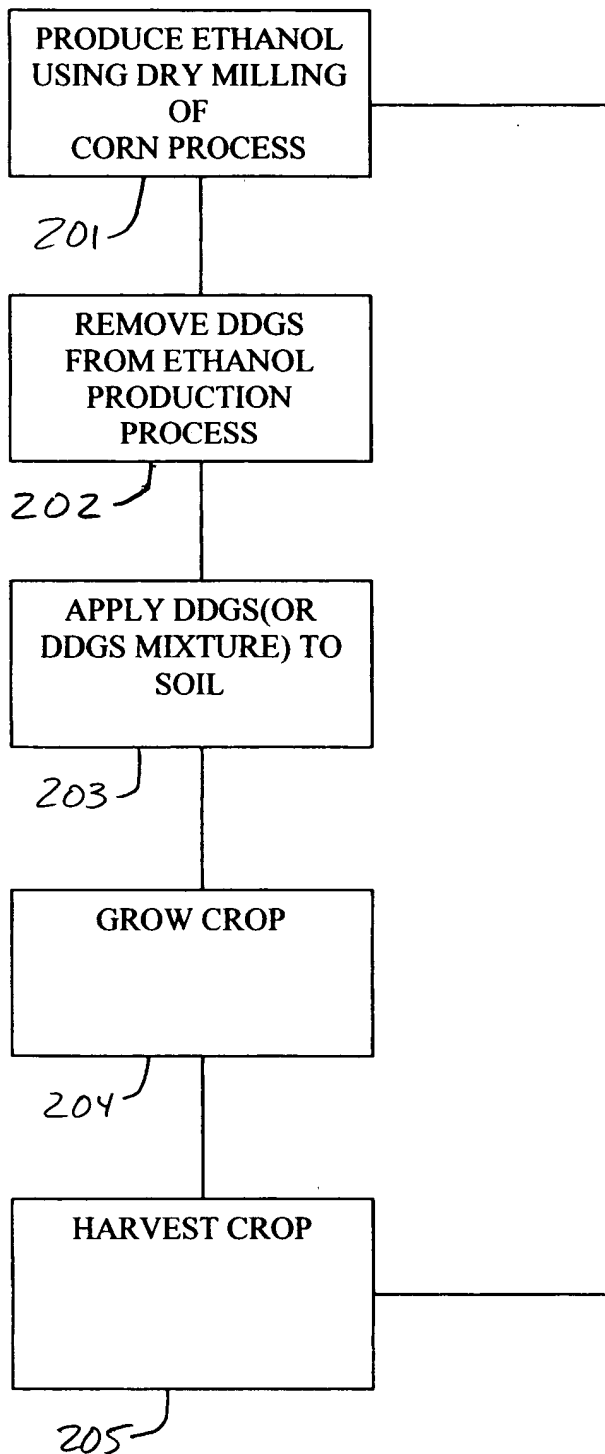 PRODUCE ETHANOL
USING DRY MILLING
OF
CORN PROCESS
201
REMOVE DDGS
FROM ETHANOL
PRODUCTION
PROCESS
202
APPLY DDGS(OR
DDGS MIXTURE) TO
SOIL
203
GROW CROP
204
HARVEST CROP
205